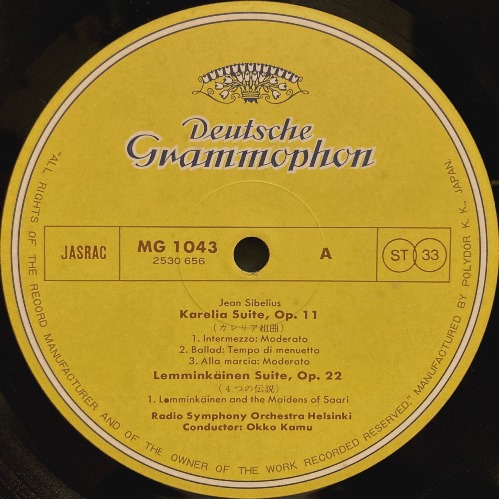 Deutsche
Grammophon
JASRAC
MG 1043
2530 656
A
ST 33
Jean Sibelius
Karelia Suite, Op. 11
(カレリア組曲)
1. Intermezzo: Moderato
2. Ballad: Tempo di menuetto
3. Alla marcia: Moderato
Lemminkäinen Suite, Op. 22
(4つの伝説)
1. Lemminkäinen and the Maidens of Saari
Radio Symphony Orchestra Helsinki
Conductor: Okko Kamu
"ALL RIGHTS OF THE RECORD MANUFACTURER AND OF THE OWNER OF THE WORK RECORDED RESERVED." MANUFACTURED BY POLYDOR K. K., JAPAN.